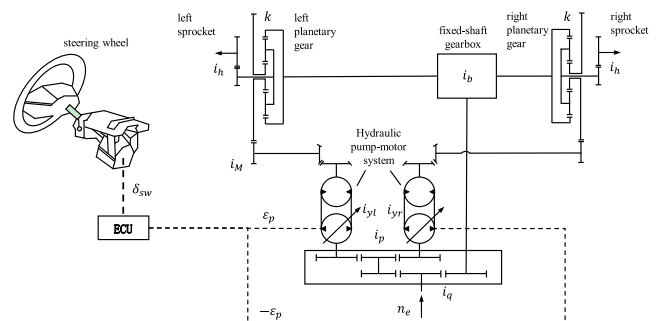 steering wheel
left
sprocket
k
left
planetary
gear
fixed-shaft
gearbox
right
planetary
gear
k
right
sprocket
i_h
i_b
i_h
Hydraulic
pump-motor
system
i_M
δ_sw
ε_p
i_yl
i_yr
i_p
ECU
i_q
-ε_p
n_e